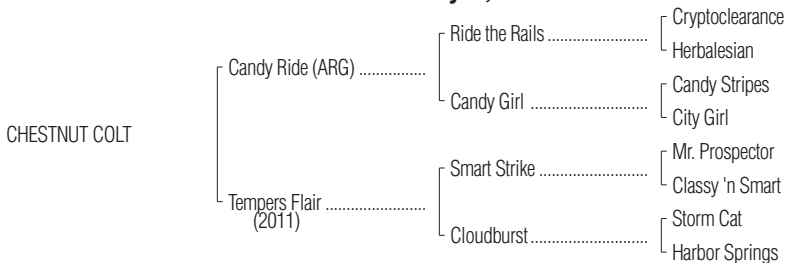 Cryptoclearance
Ride the Rails
Herbalesian
Candy Ride (ARG)
Candy Stripes
Candy Girl
City Girl
CHESTNUT COLT
Mr. Prospector
Smart Strike
Classy 'n Smart
Tempers Flair
(2011)
Storm Cat
Cloudburst
Harbor Springs